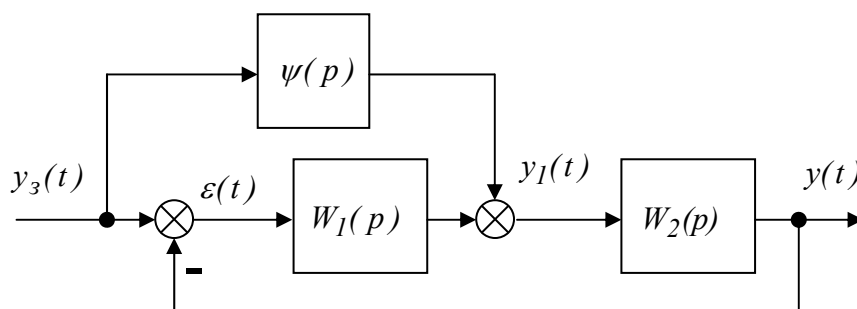 ψ(p)
y₃(t)
ε(t)
W₁(p)
y₁(t)
W₂(p)
y(t)
-